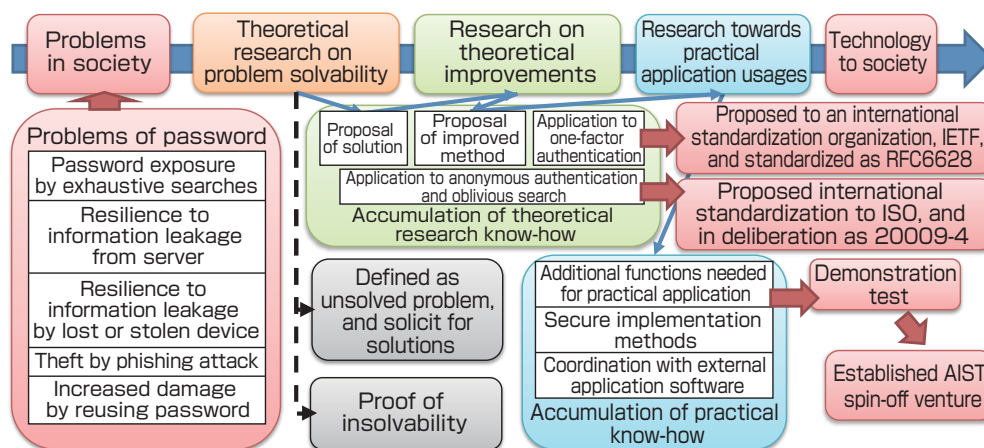 Problems
in society
Theoretical
research on
problem solvability
Research on
theoretical
improvements
Research towards
practical
application usages
Technology
to society
Problems of password
Password exposure
by exhaustive searches
Resilience to
information leakage
from server
Resilience to
information leakage
by lost or stolen device
Theft by phishing attack
Increased damage
by reusing password
Proposal
of solution
Proposal
of improved
method
Application to
one-factor
authentication
Application to anonymous authentication
and oblivious search
Accumulation of theoretical
research know-how
Proposed to an international
standardization organization, IETF,
and standardized as RFC6628
Proposed international
standardization to ISO, and
in deliberation as 20009-4
Defined as
unsolved problem,
and solicit for
solutions
Proof of
insolvability
Additional functions needed
for practical application
Secure implementation
methods
Coordination with external
application software
Accumulation of practical
know-how
Demonstration
test
Established AIST
spin-off venture